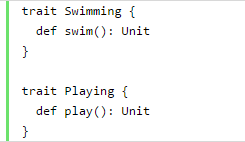 trait Swimming {
  def swim(): Unit
}

trait Playing {
  def play(): Unit
}